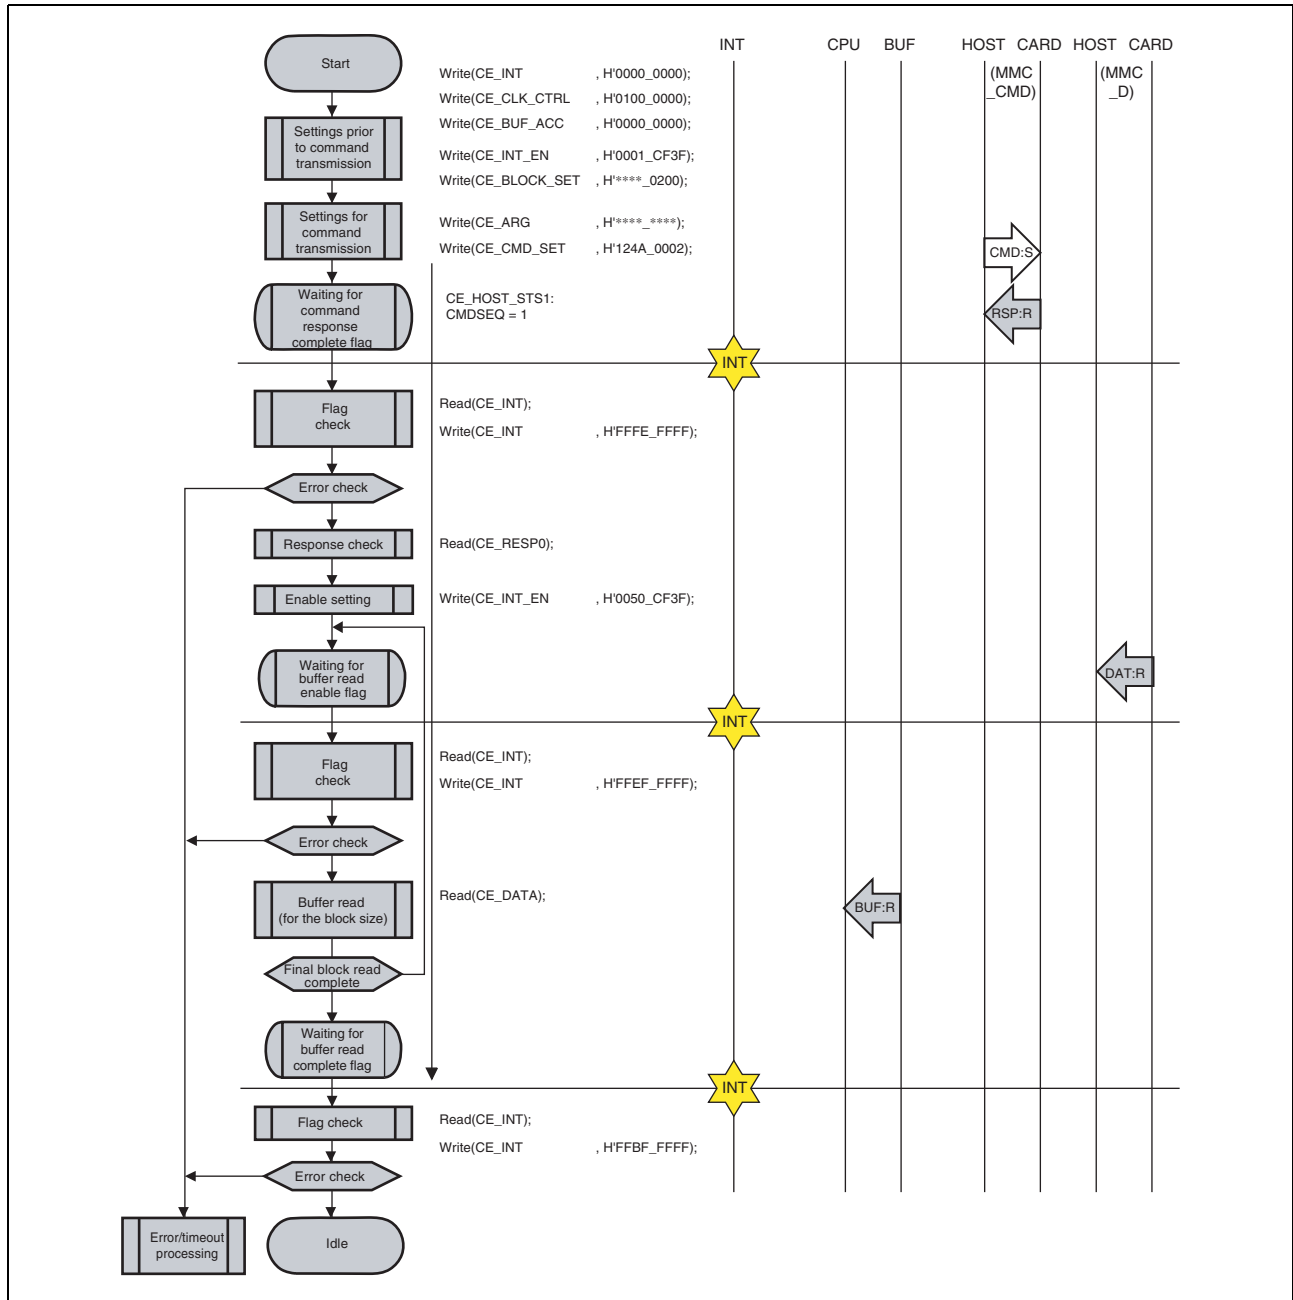 INT CPU BUF HOST CARD HOST CARD
(MMC
_CMD)
(MMC
_D)
Start
Write(CE_INT , H'0000_0000);
Write(CE_CLK_CTRL , H'0100_0000);
Write(CE_BUF_ACC , H'0000_0000);
Settings prior
to command
transmission
Write(CE_INT_EN , H'0001_CF3F);
Write(CE_BLOCK_SET , H'****_0200);
Settings for
command
transmission
Write(CE_ARG , H'****_****);
Write(CE_CMD_SET , H'124A_0002);
CMD:S
Waiting for
command
response
complete flag
CE_HOST_STS1:
CMDSEQ = 1
RSP:R
INT
Flag
check
Read(CE_INT);
Write(CE_INT , H'FFFE_FFFF);
Error check
Response check
Read(CE_RESP0);
Enable setting
Write(CE_INT_EN , H'0050_CF3F);
Waiting for
buffer read
enable flag
DAT:R
INT
Flag
check
Read(CE_INT);
Write(CE_INT , H'FFEF_FFFF);
Error check
Buffer read
(for the block size)
Read(CE_DATA);
BUF:R
Final block read
complete
Waiting for
buffer read
complete flag
INT
Flag check
Read(CE_INT);
Write(CE_INT , H'FFBF_FFFF);
Error check
Error/timeout
processing
Idle